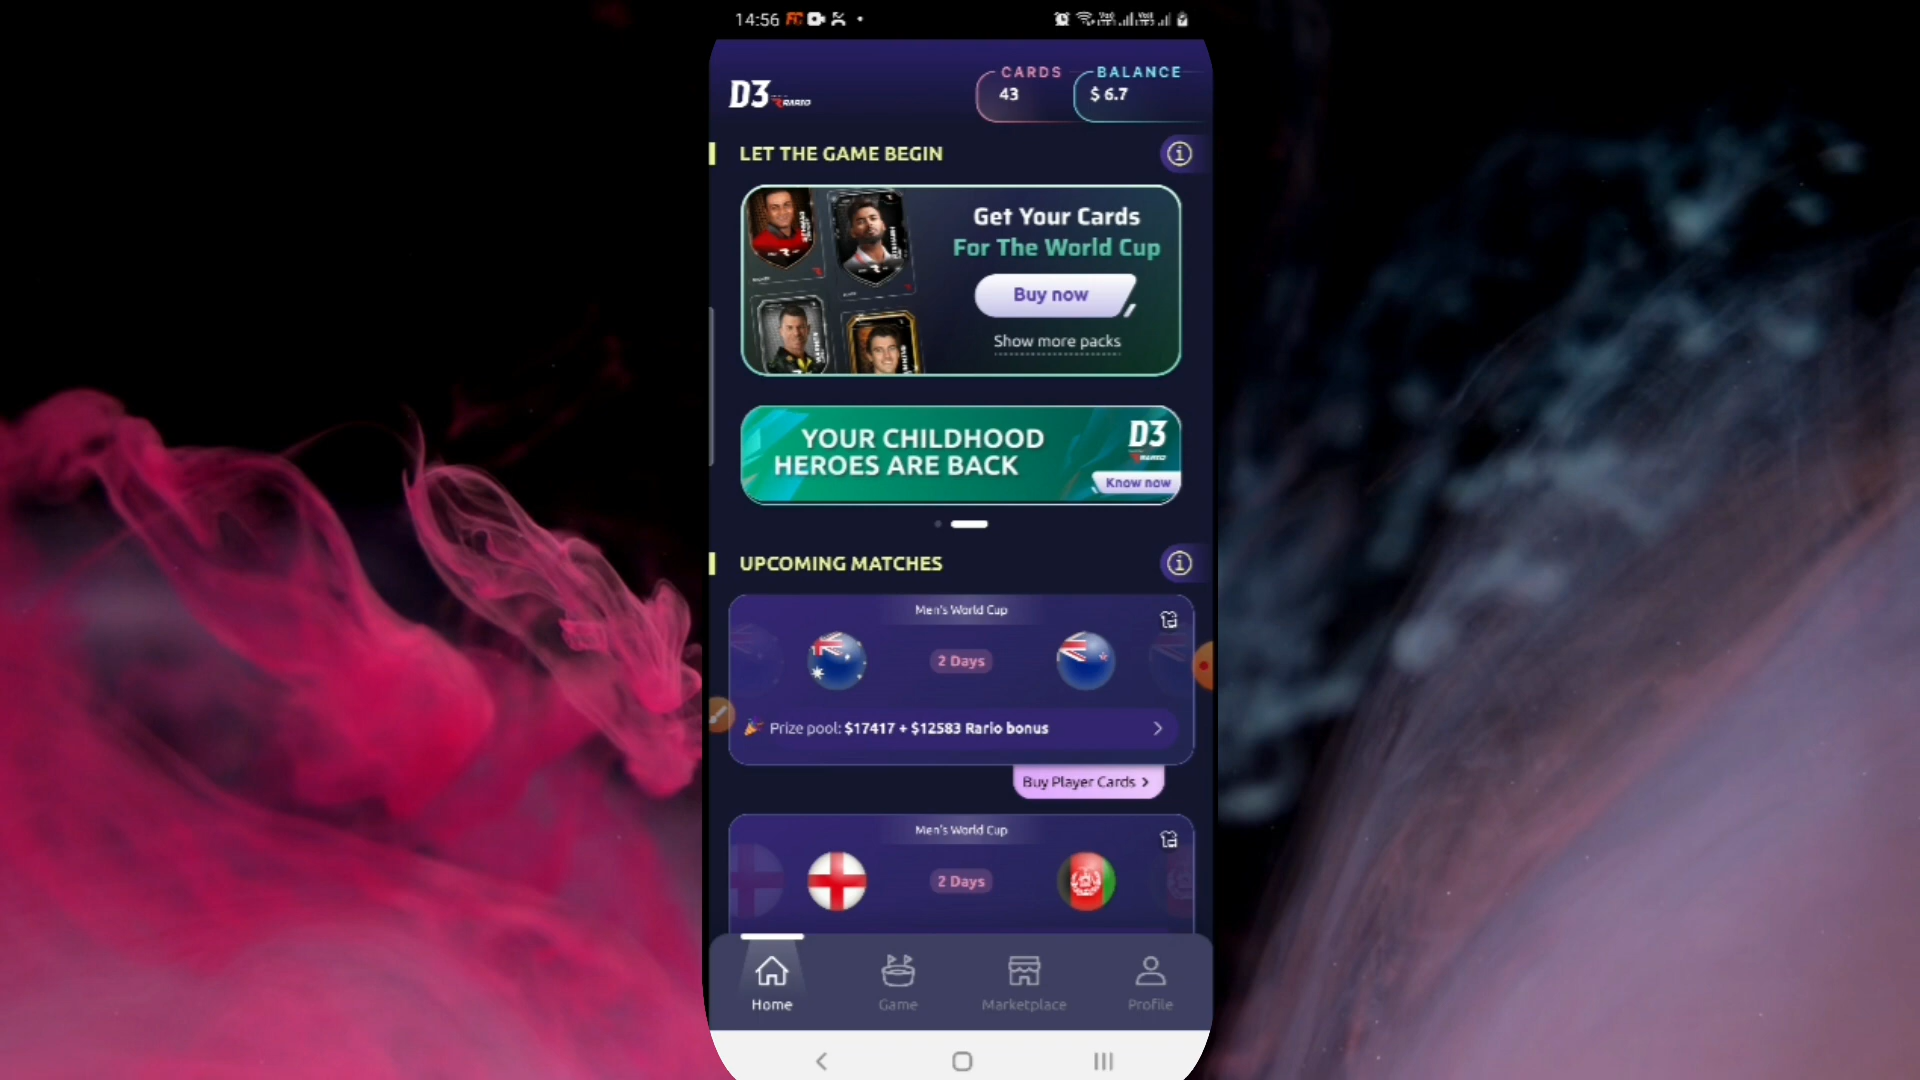 14:56
CARDS
43
BALANCE
$ 6.7
D3
RARIO
LET THE GAME BEGIN
Get Your Cards
For The World Cup
Buy now
Show more packs
YOUR CHILDHOOD
HEROES ARE BACK
D3
RARIO
Know now
UPCOMING MATCHES
Men's World Cup
2 Days
Prize pool: $17417 + $12583 Rario bonus
Buy Player Cards
Men's World Cup
2 Days
Home
Game
Marketplace
Profile